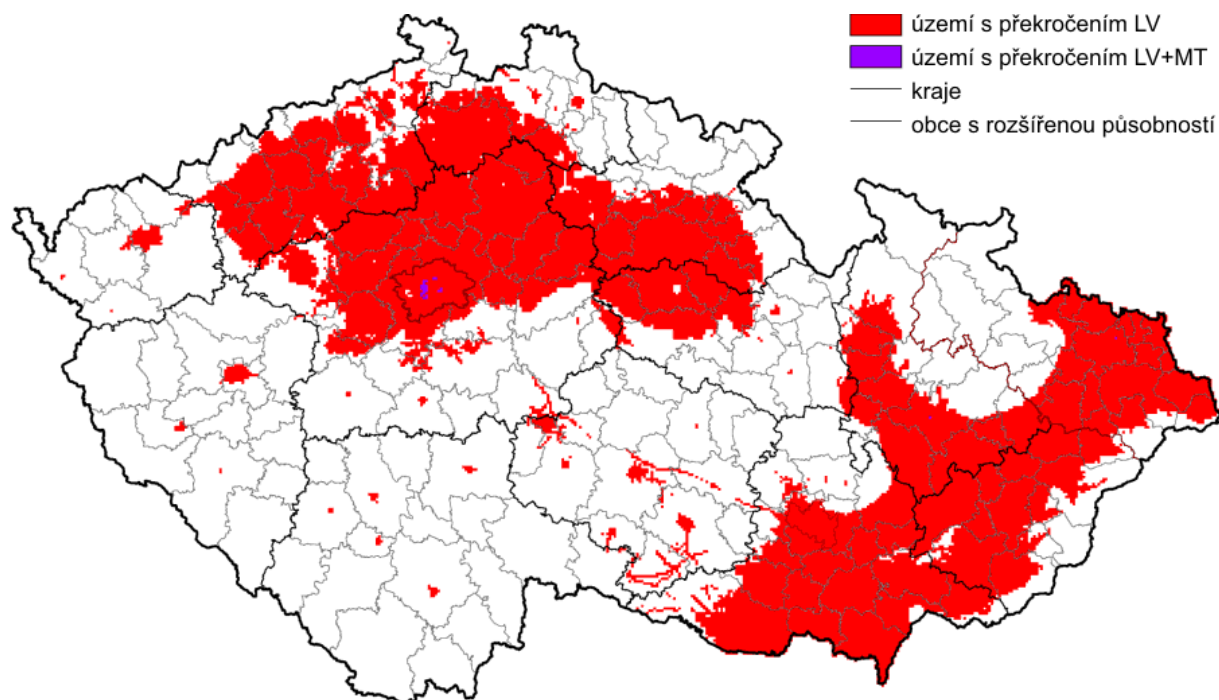 území s překročením LV
území s překročením LV+MT
kraje
obce s rozšířenou působností